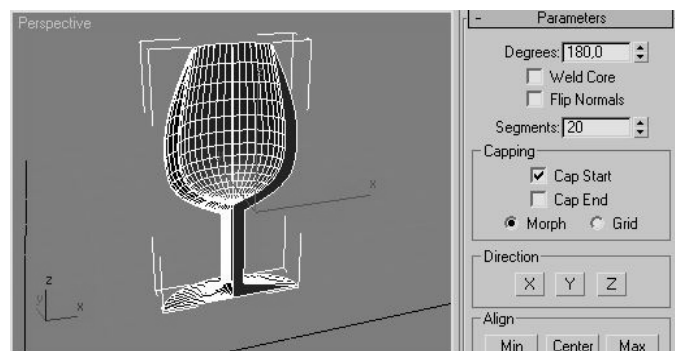 Perspective
x
z
y x
- Parameters
Degrees: 180,0
Weld Core
Flip Normals
Segments: 20
Capping
Cap Start
Cap End
Morph Grid
Direction
X Y Z
Align
Min Center Max